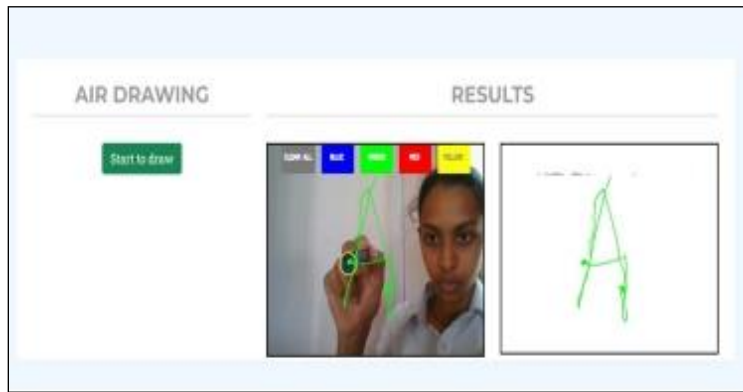 AIR DRAWING
RESULTS
Start to draw
CLEAR ALL BLUE GREEN RED YELLOW
A